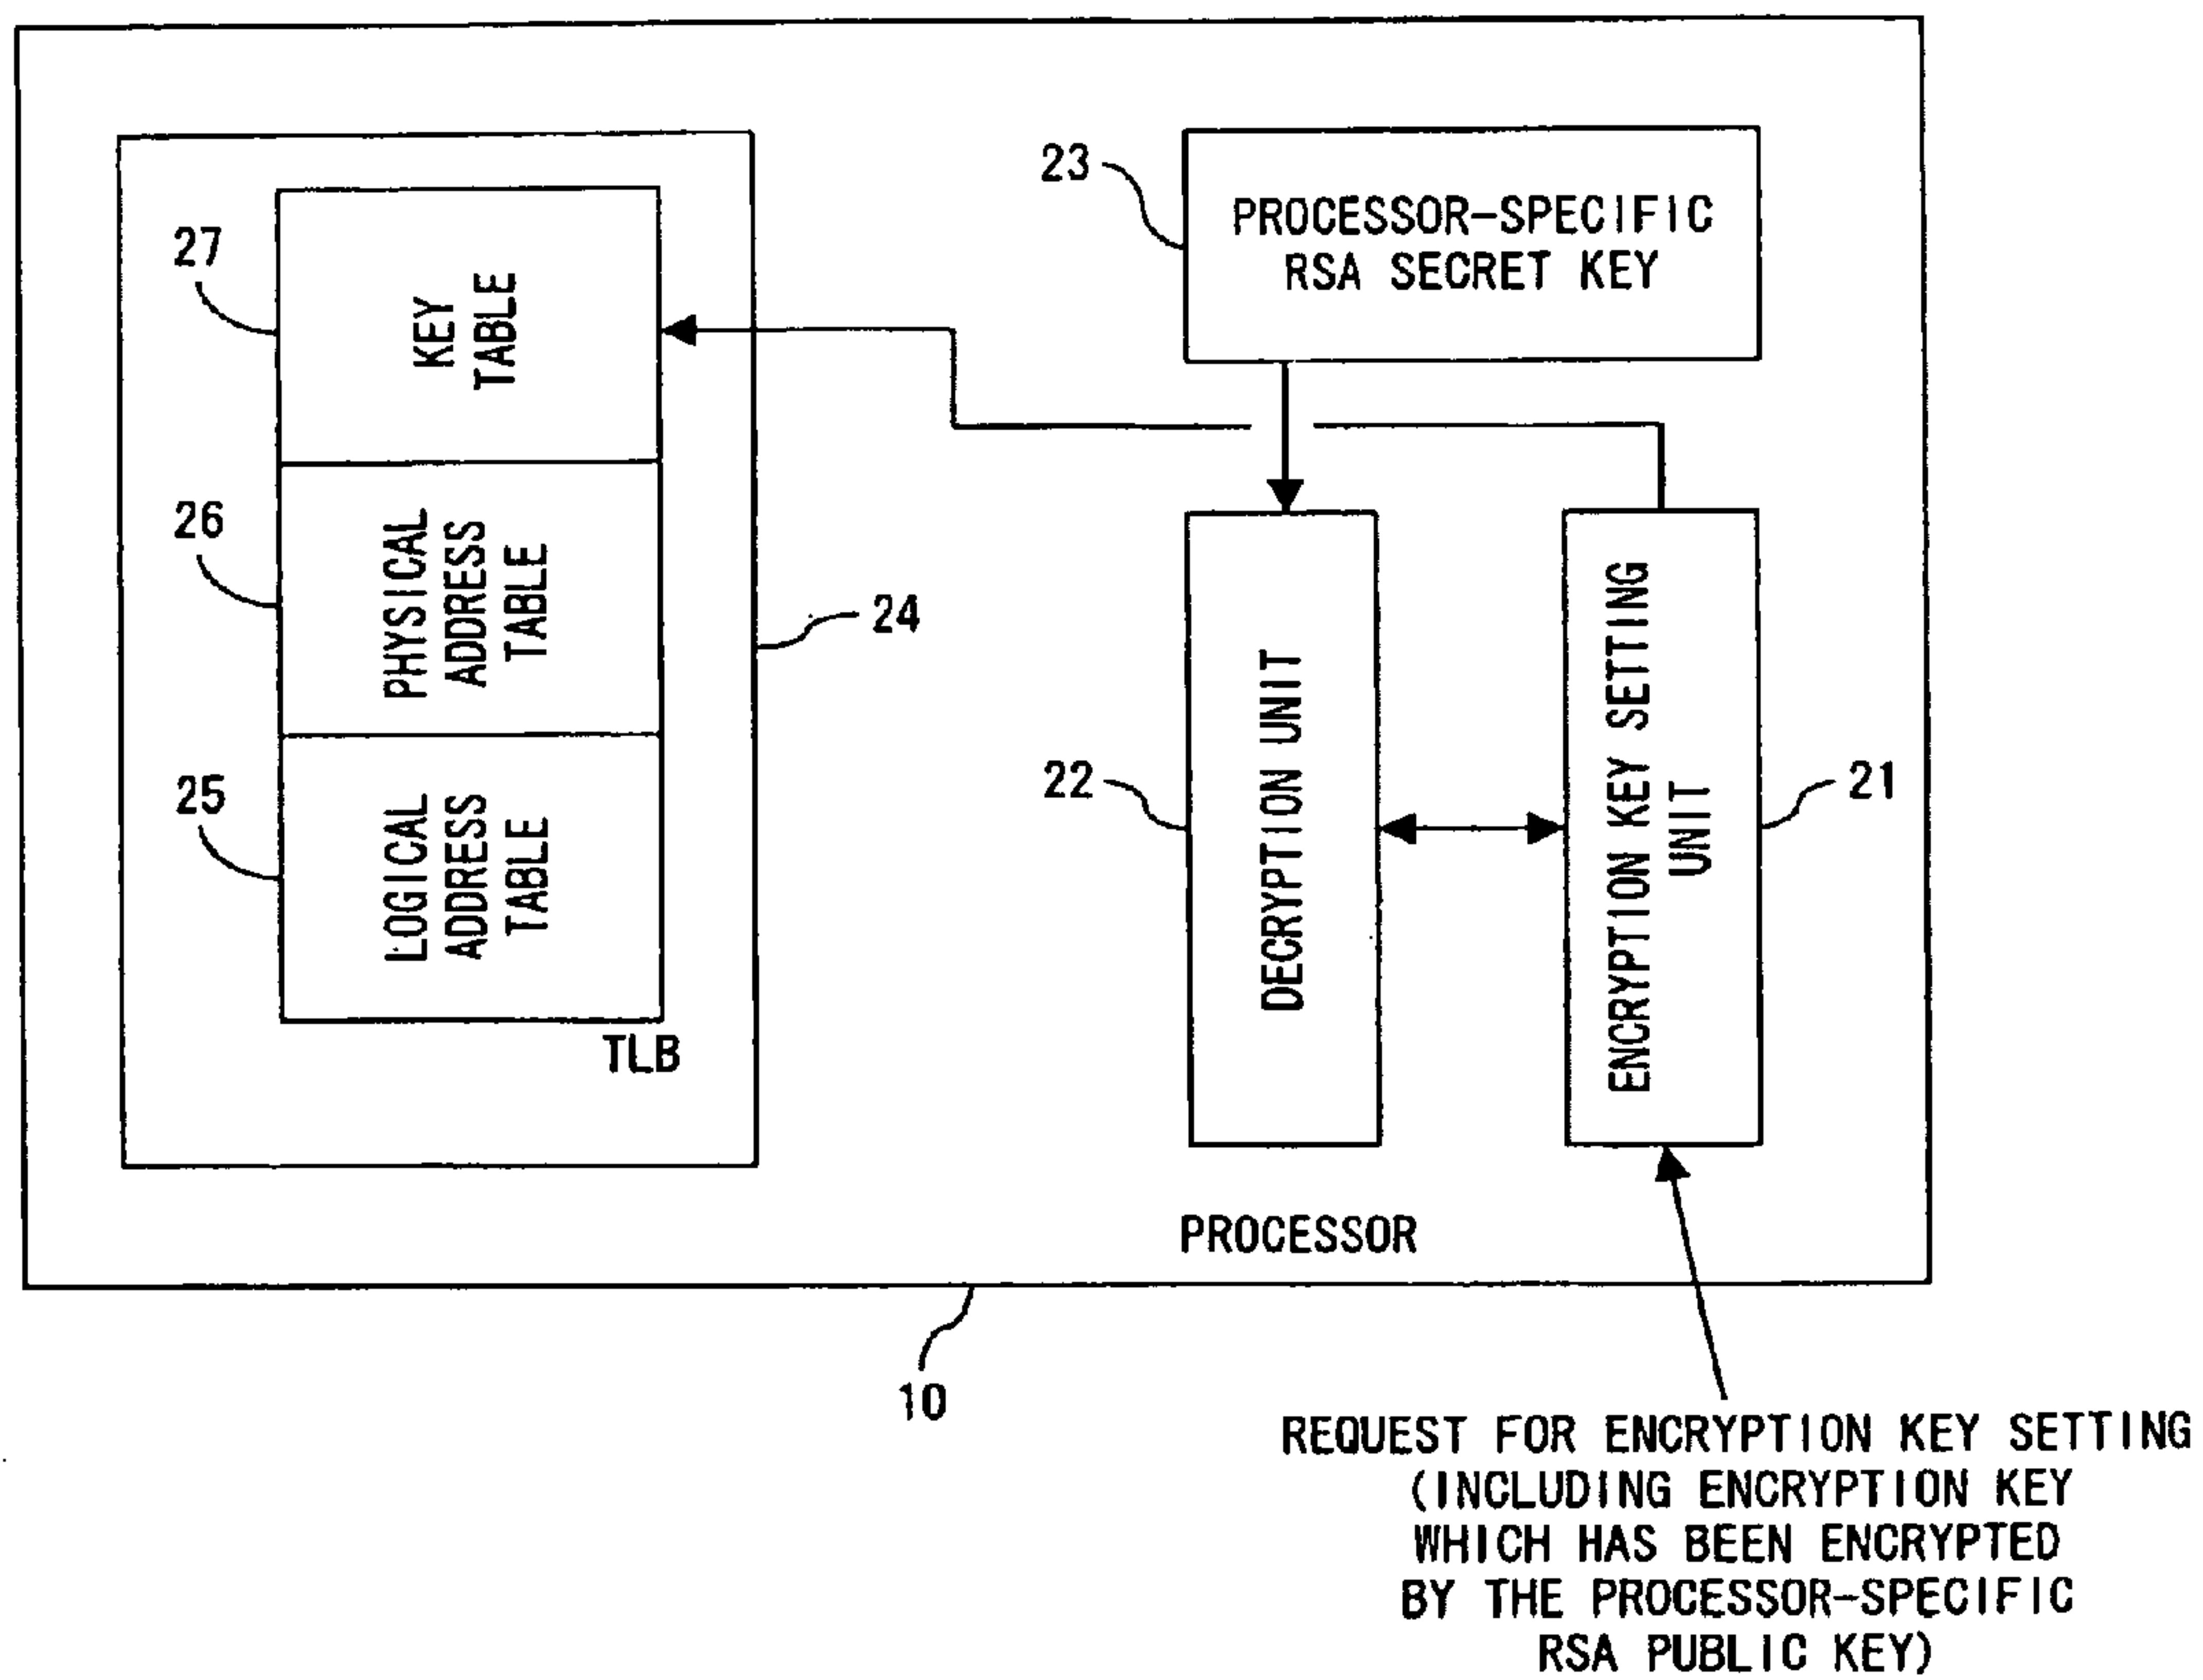 23
PROCESSOR-SPECIFIC
RSA SECRET KEY
27
KEY
TABLE
26
PHYSICAL
ADDRESS
TABLE
24
25
LOGICAL
ADDRESS
TABLE
TLB
22
DECRYPTION UNIT
ENCRYPTION KEY SETTING
UNIT
21
PROCESSOR
10
REQUEST FOR ENCRYPTION KEY SETTING
(INCLUDING ENCRYPTION KEY
WHICH HAS BEEN ENCRYPTED
BY THE PROCESSOR-SPECIFIC
RSA PUBLIC KEY)